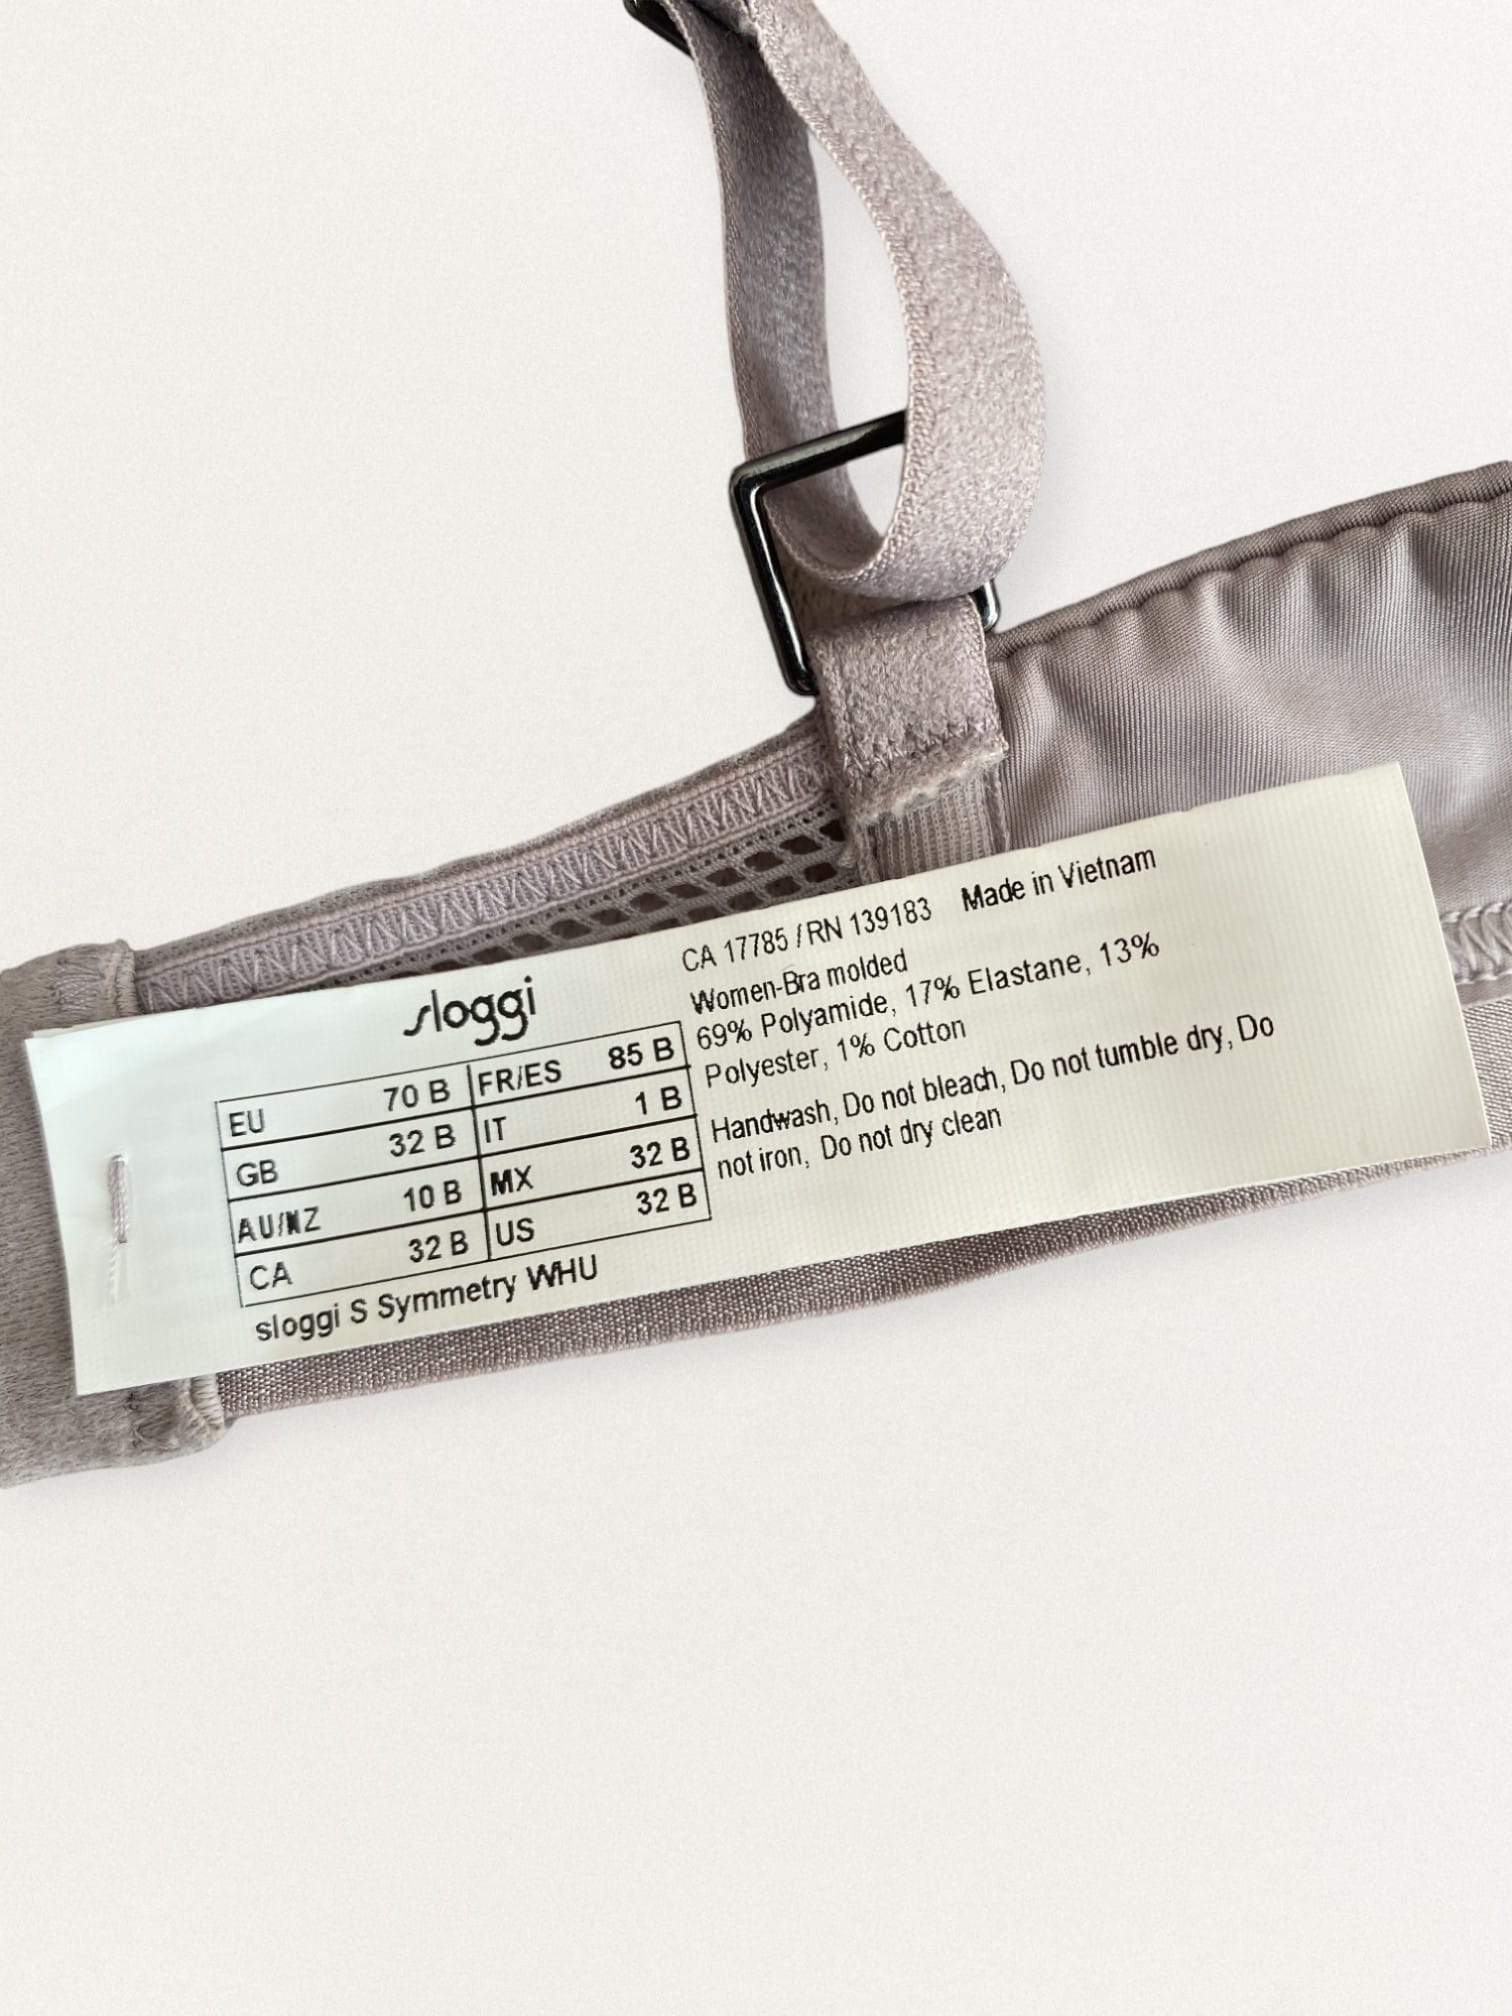 sloggi
EU 70 B FR/ES 85 B
GB 32 B IT 1 B
AU/NZ 10 B MX 32 B
CA 32 B US 32 B
sloggi S Symmetry WHU
CA 17785 / RN 139183 Made in Vietnam
Women-Bra molded
69% Polyamide, 17% Elastane, 13%
Polyester, 1% Cotton
Handwash, Do not bleach, Do not tumble dry, Do
not iron, Do not dry clean